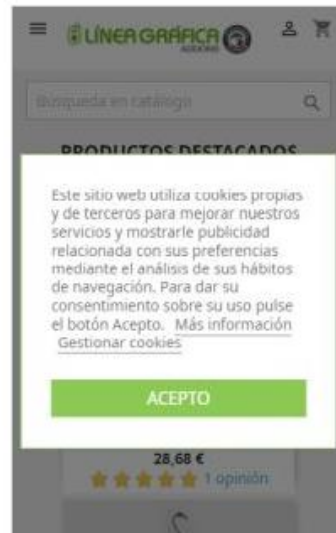 LÍNEA GRÁFICA
Búsqueda en catálogo
PRODUCTOS DESTACADOS
Este sitio web utiliza cookies propias
y de terceros para mejorar nuestros
servicios y mostrarle publicidad
relacionada con sus preferencias
mediante el análisis de sus hábitos
de navegación. Para dar su
consentimiento sobre su uso pulse
el botón Acepto. Más información
Gestionar cookies
ACEPTO
28,68 €
1 opinión